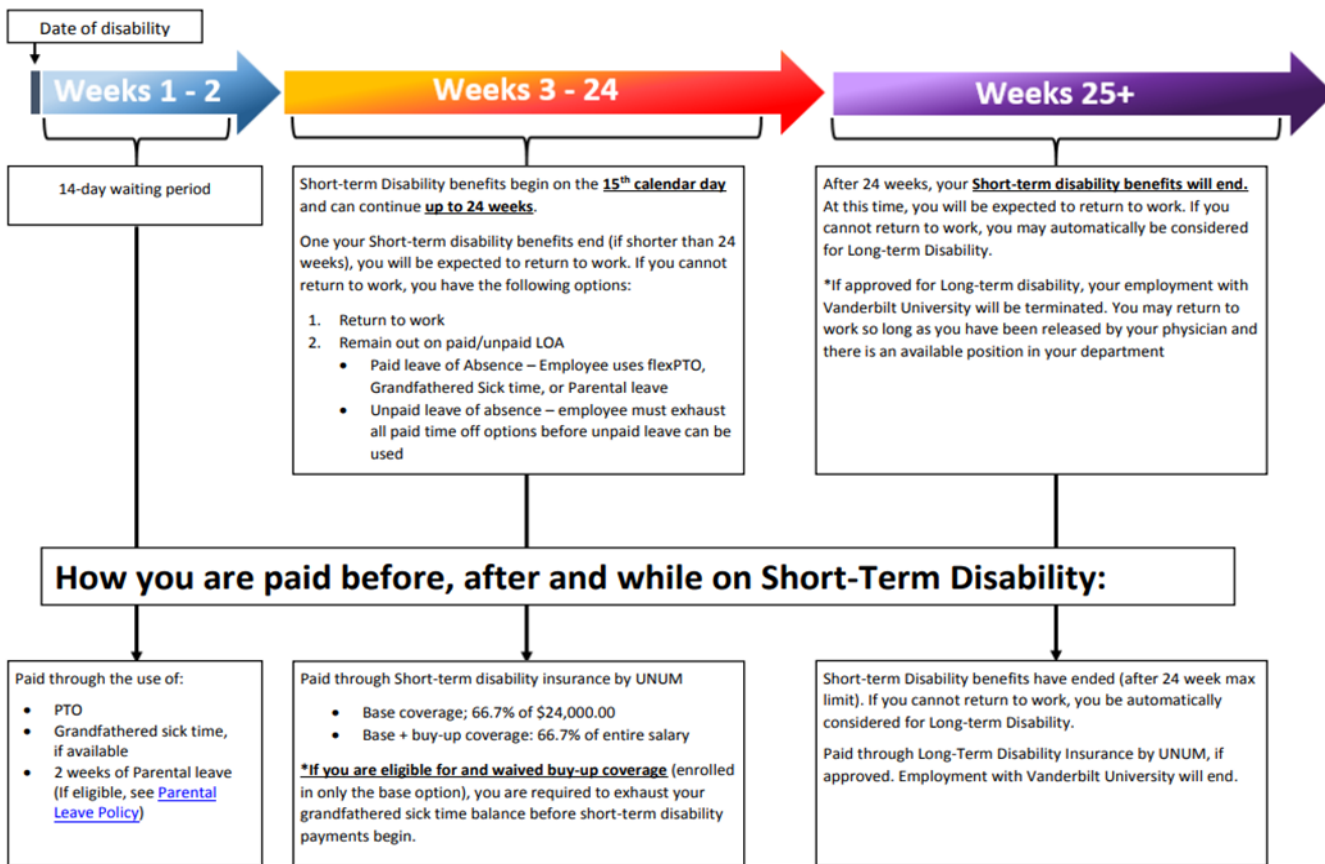 Date of disability
Weeks 1 - 2
Weeks 3 - 24
Weeks 25+
14-day waiting period
Short-term Disability benefits begin on the 15th calendar day
and can continue up to 24 weeks.
One your Short-term disability benefits end (if shorter than 24
weeks), you will be expected to return to work. If you cannot
return to work, you have the following options:
1. Return to work
2. Remain out on paid/unpaid LOA
• Paid leave of Absence – Employee uses flexPTO,
Grandfathered Sick time, or Parental leave
• Unpaid leave of absence – employee must exhaust
all paid time off options before unpaid leave can be
used
After 24 weeks, your Short-term disability benefits will end.
At this time, you will be expected to return to work. If you
cannot return to work, you may automatically be considered
for Long-term Disability.
*If approved for Long-term disability, your employment with
Vanderbilt University will be terminated. You may return to
work so long as you have been released by your physician and
there is an available position in your department
How you are paid before, after and while on Short-Term Disability:
Paid through the use of:
• PTO
• Grandfathered sick time,
if available
• 2 weeks of Parental leave
(If eligible, see Parental
Leave Policy)
Paid through Short-term disability insurance by UNUM
• Base coverage; 66.7% of $24,000.00
• Base + buy-up coverage: 66.7% of entire salary
*If you are eligible for and waived buy-up coverage (enrolled
in only the base option), you are required to exhaust your
grandfathered sick time balance before short-term disability
payments begin.
Short-term Disability benefits have ended (after 24 week max
limit). If you cannot return to work, you be automatically
considered for Long-term Disability.
Paid through Long-Term Disability Insurance by UNUM, if
approved. Employment with Vanderbilt University will end.